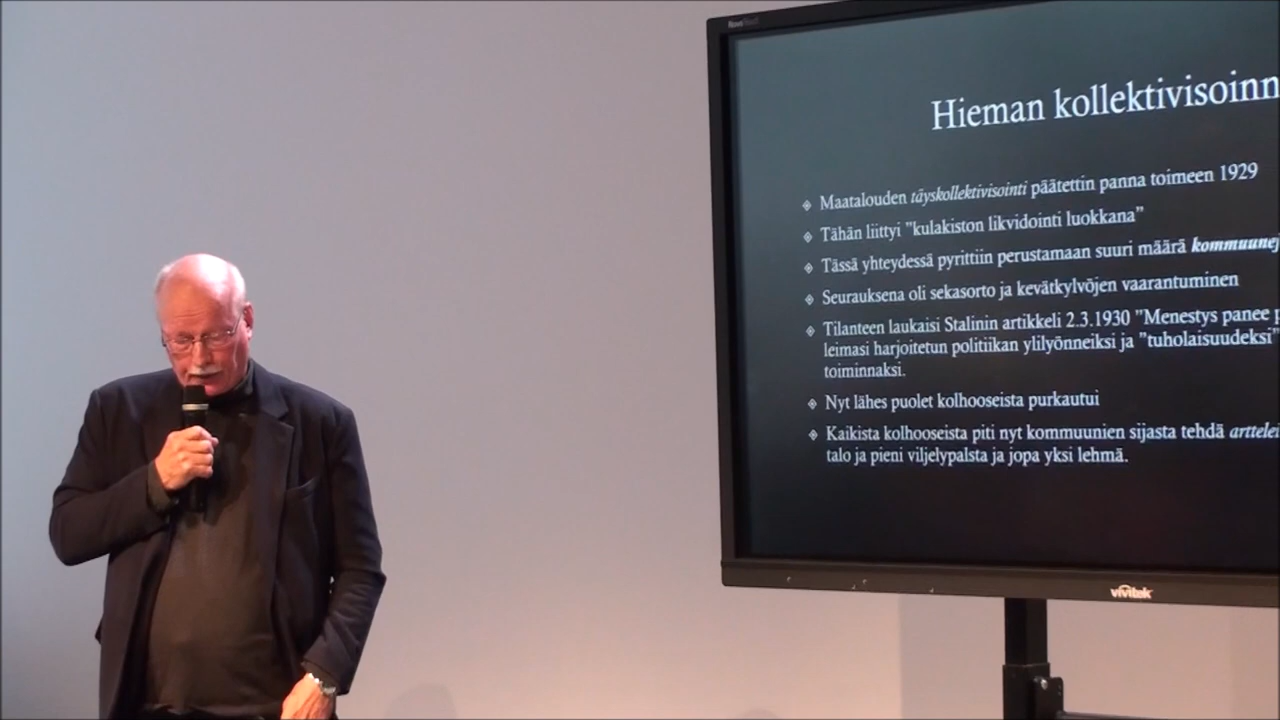 Hieman kollektivisoinn
Maatalouden täyskollektivisointi päätettin panna toimeen 1929
Tähän liittyi "kulakiston likvidointi luokkana"
Tässä yhteydessä pyrittiin perustamaan suuri määrä kommuunej
Seurauksena oli sekasorto ja kevätkylvöjen vaarantuminen
Tilanteen laukaisi Stalinin artikkeli 2.3.1930 "Menestys panee p
leimasi harjoitetun politiikan ylilyönneiksi ja "tuholaisuudeksi"
toiminnaksi.
Nyt lähes puolet kolhooseista purkautui
Kaikista kolhooseista piti nyt kommuunien sijasta tehdä arttelei
talo ja pieni viljelypalsta ja jopa yksi lehmä.
vivitek